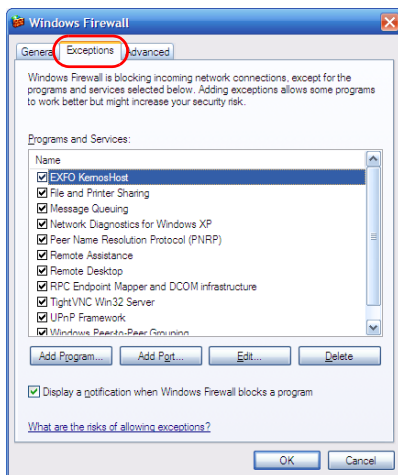 Windows Firewall
General Exceptions Advanced
Windows Firewall is blocking incoming network connections, except for the
programs and services selected below. Adding exceptions allows some programs
to work better but might increase your security risk.
Programs and Services:
Name
EXFO KernosHost
File and Printer Sharing
Message Queuing
Network Diagnostics for Windows XP
Peer Name Resolution Protocol (PNRP)
Remote Assistance
Remote Desktop
RPC Endpoint Mapper and DCOM infrastructure
TightVNC Win32 Server
UPnP Framework
Windows Peer-to-Peer Grouping
Add Program... Add Port... Edit... Delete
Display a notification when Windows Firewall blocks a program
What are the risks of allowing exceptions?
OK Cancel